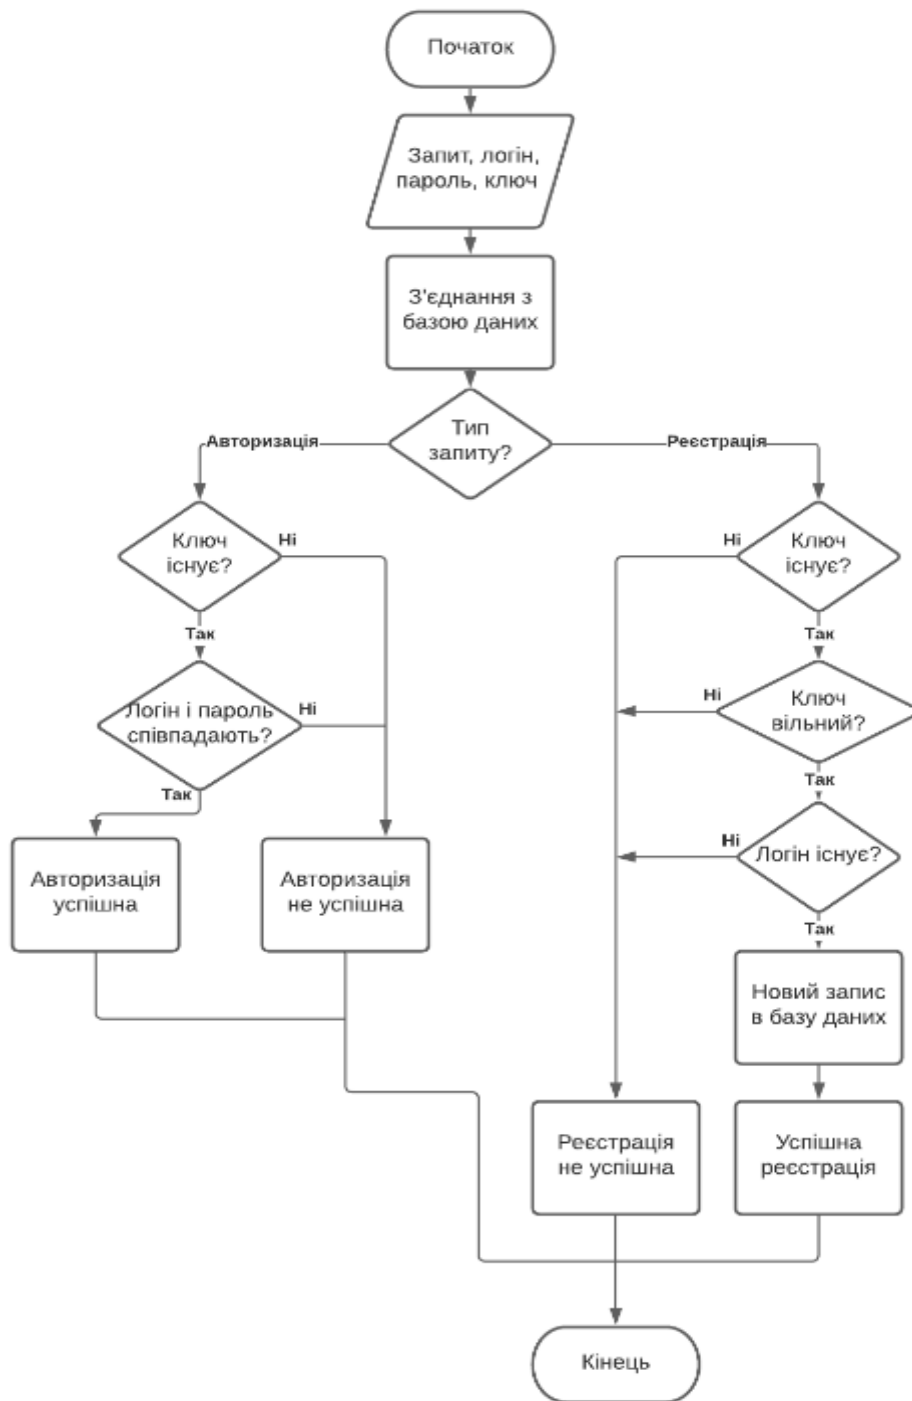 Початок
Запит, логін,
пароль, ключ
З'єднання з
базою даних
Тип
запиту?
Авторизація
Реєстрація
Ключ
існує?
Ні
Ні
Ключ
існує?
Так
Так
Логін і пароль
співпадають?
Ні
Ні
Ключ
вільний?
Так
Так
Ні
Логін існує?
Авторизація
успішна
Авторизація
не успішна
Так
Новий запис
в базу даних
Реєстрація
не успішна
Успішна
реєстрація
Кінець